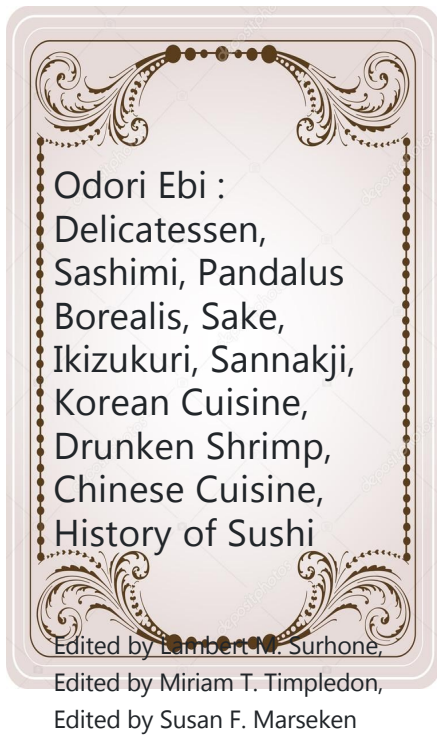 Odori Ebi :
Delicatessen,
Sashimi, Pandalus
Borealis, Sake,
Ikizukuri, Sannakji,
Korean Cuisine,
Drunken Shrimp,
Chinese Cuisine,
History of Sushi
Edited by Lambert M. Surhone,
Edited by Miriam T. Timpledon,
Edited by Susan F. Marseken